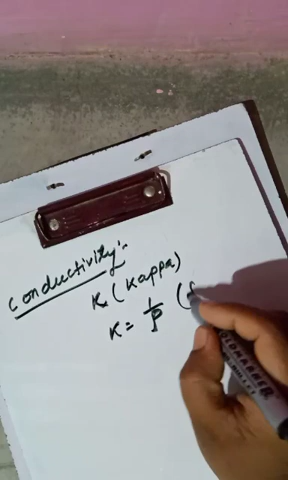 Conductivity:
K (Kappa)
K = 1/ρ (